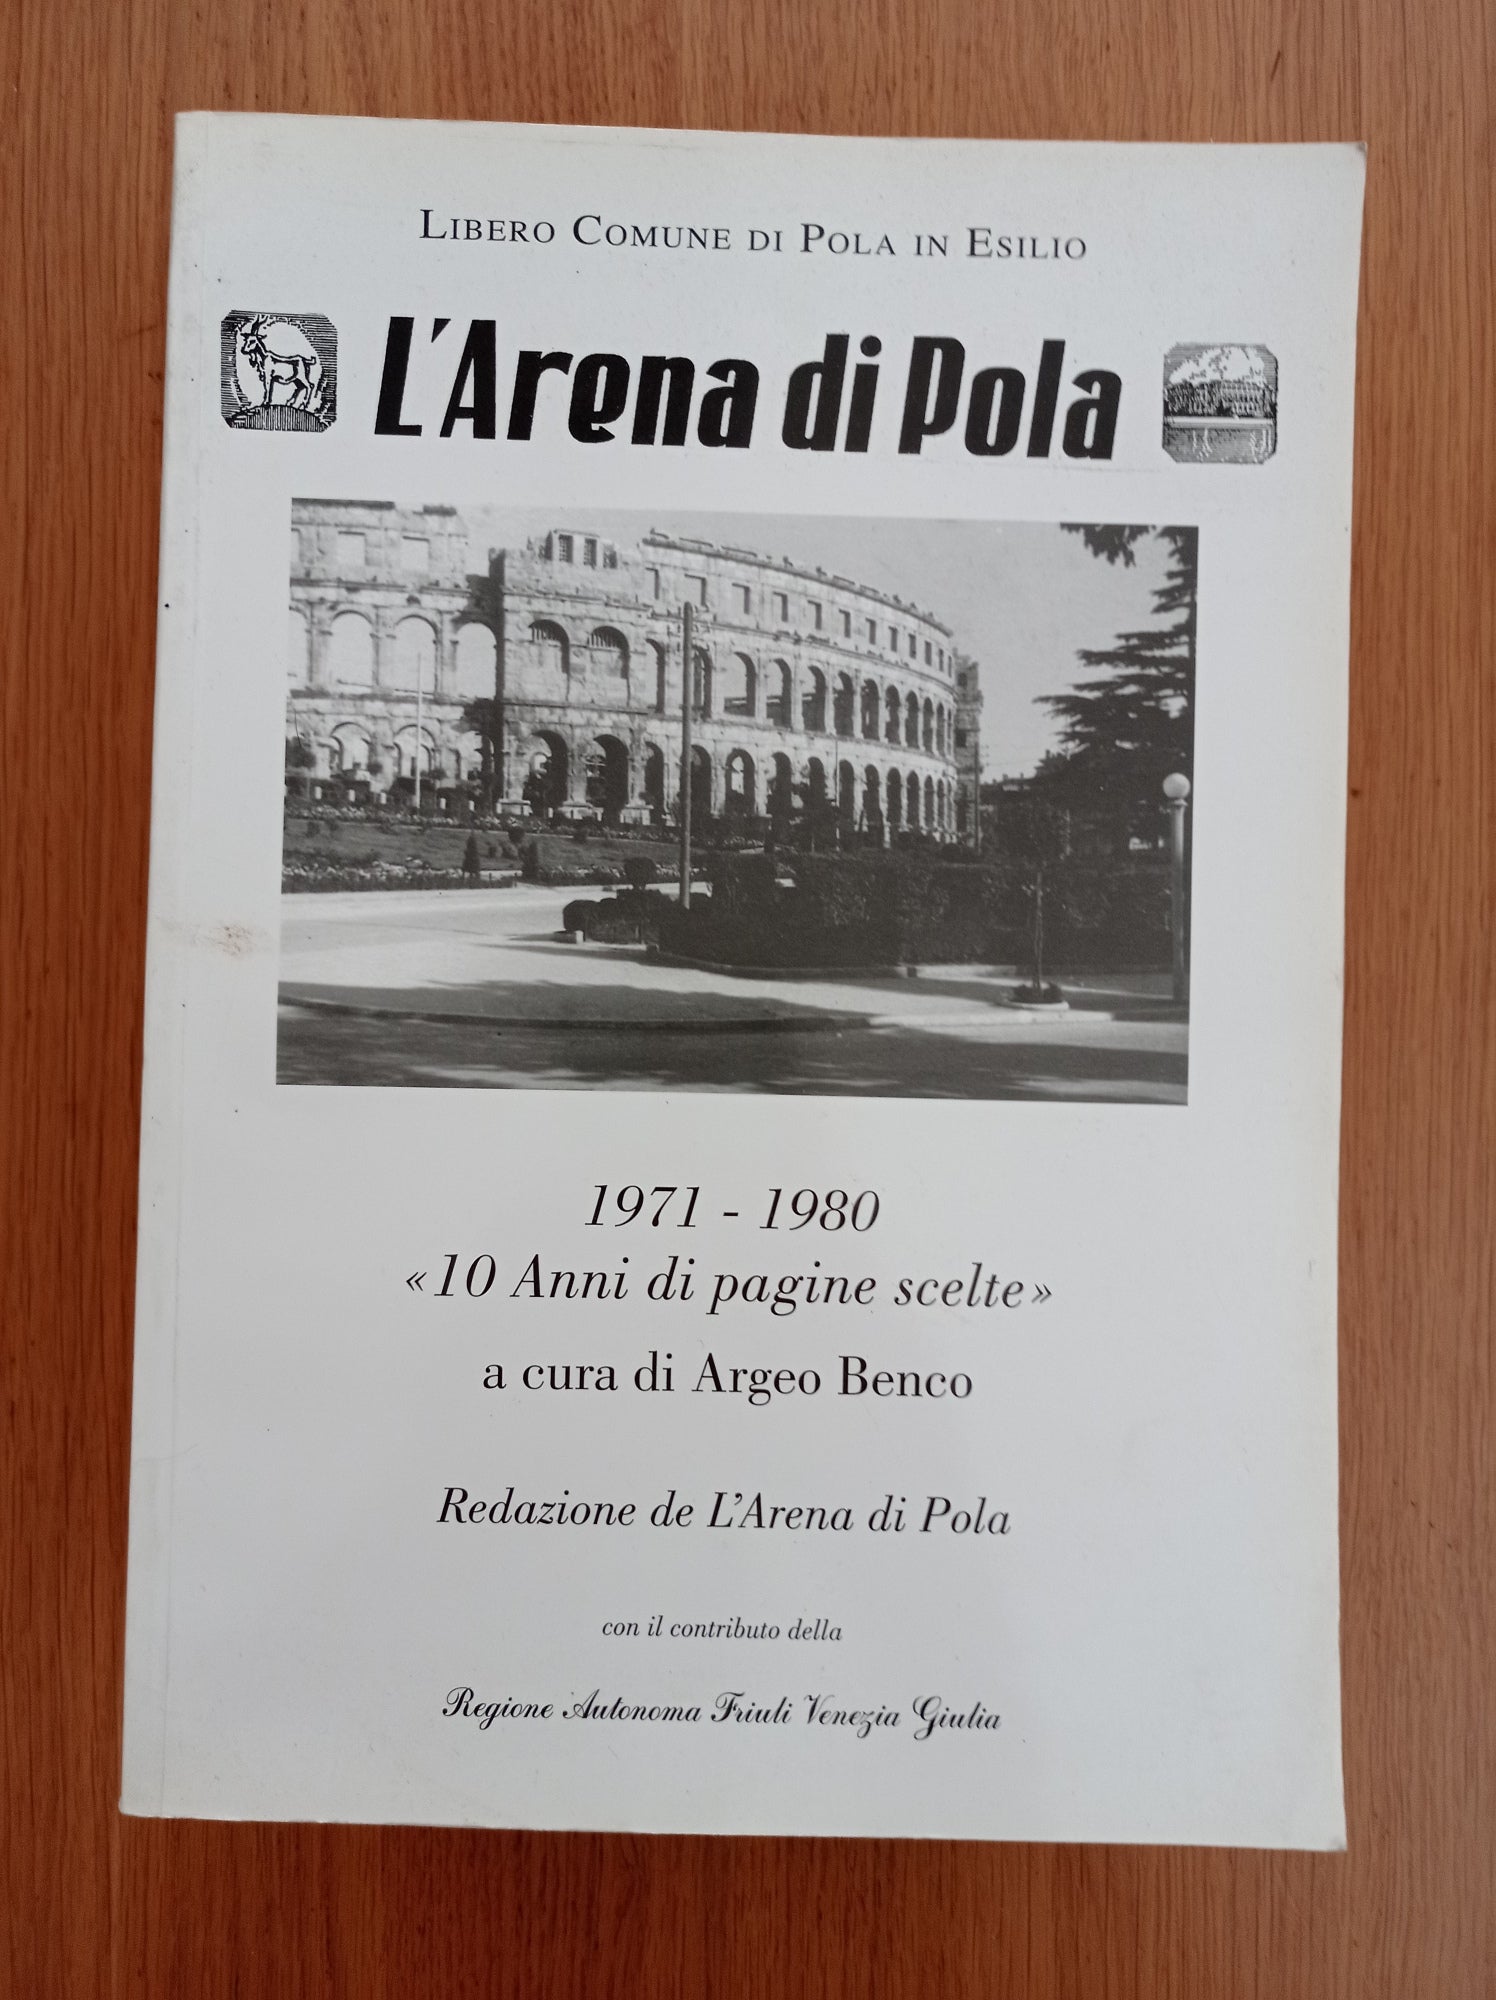 LIBERO COMUNE DI POLA IN ESILIO
L'Arena di Pola
1971 - 1980
«10 Anni di pagine scelte»
a cura di Argeo Benco
Redazione de L'Arena di Pola
con il contributo della
Regione Autonoma Friuli Venezia Giulia